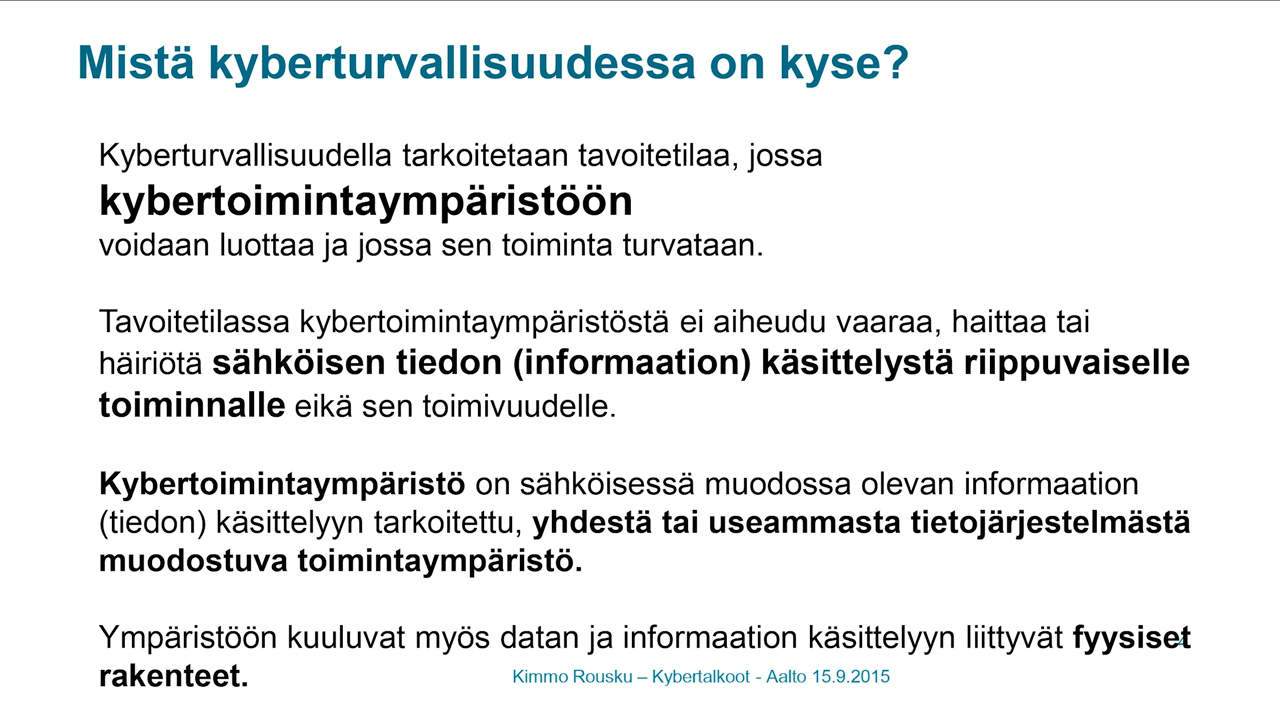 Mistä kyberturvallisuudessa on kyse?
Kyberturvallisuudella tarkoitetaan tavoitetilaa, jossa
kybertoimintaympäristöön
voidaan luottaa ja jossa sen toiminta turvataan.
Tavoitetilassa kybertoimintaympäristöstä ei aiheudu vaaraa, haittaa tai
häiriötä sähköisen tiedon (informaation) käsittelystä riippuvaiselle
toiminnalle eikä sen toimivuudelle.
Kybertoimintaympäristö on sähköisessä muodossa olevan informaation
(tiedon) käsittelyyn tarkoitettu, yhdestä tai useammasta tietojärjestelmästä
muodostuva toimintaympäristö.
Ympäristöön kuuluvat myös datan ja informaation käsittelyyn liittyvät fyysiset
rakenteet.
Kimmo Rousku – Kybertalkoot - Aalto 15.9.2015